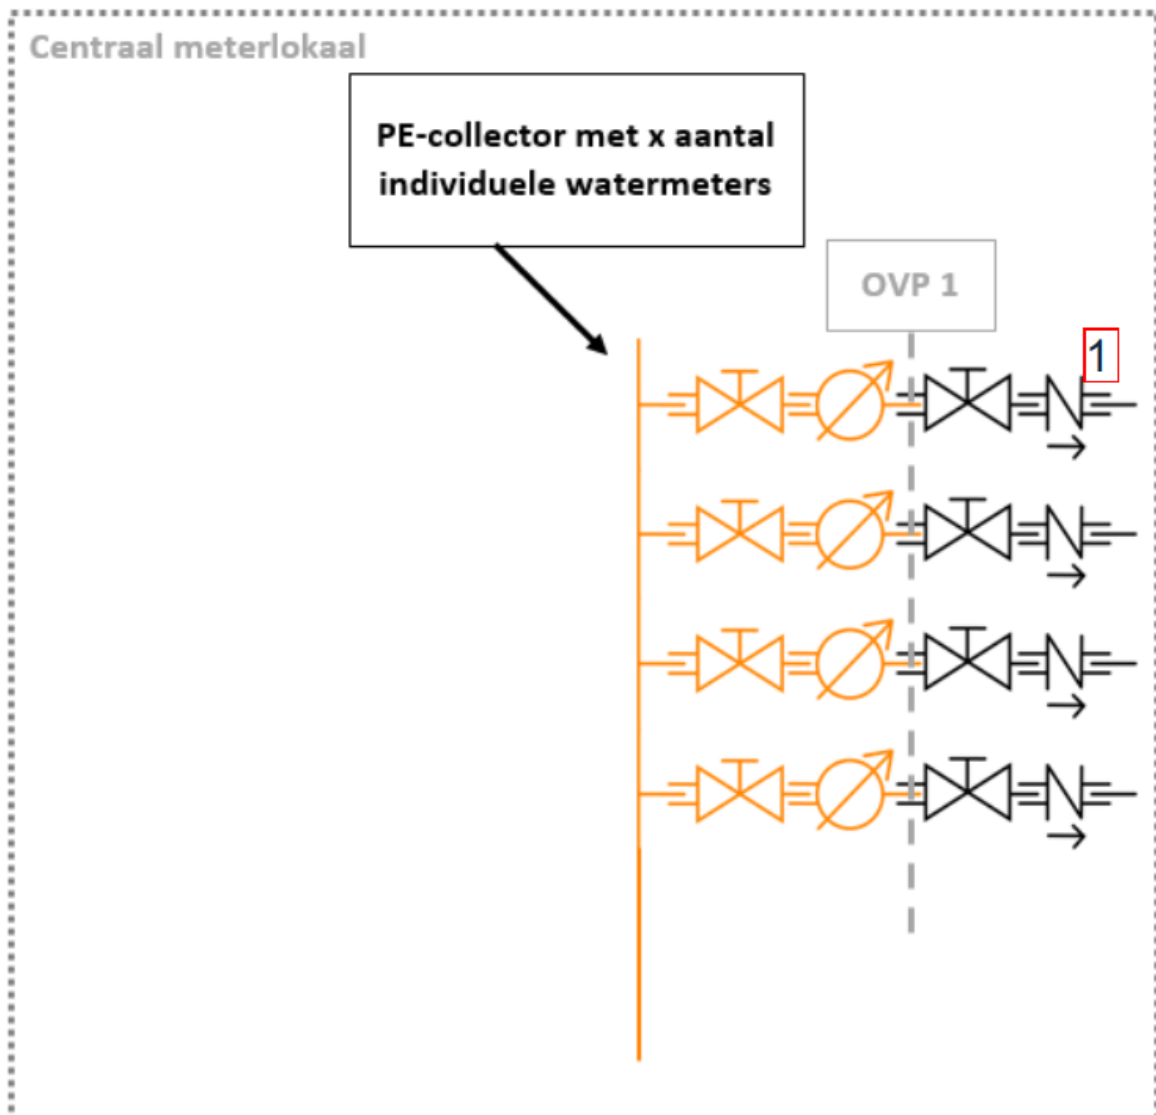 Centraal meterlokaal
PE-collector met x aantal
individuele watermeters
OVP 1
1